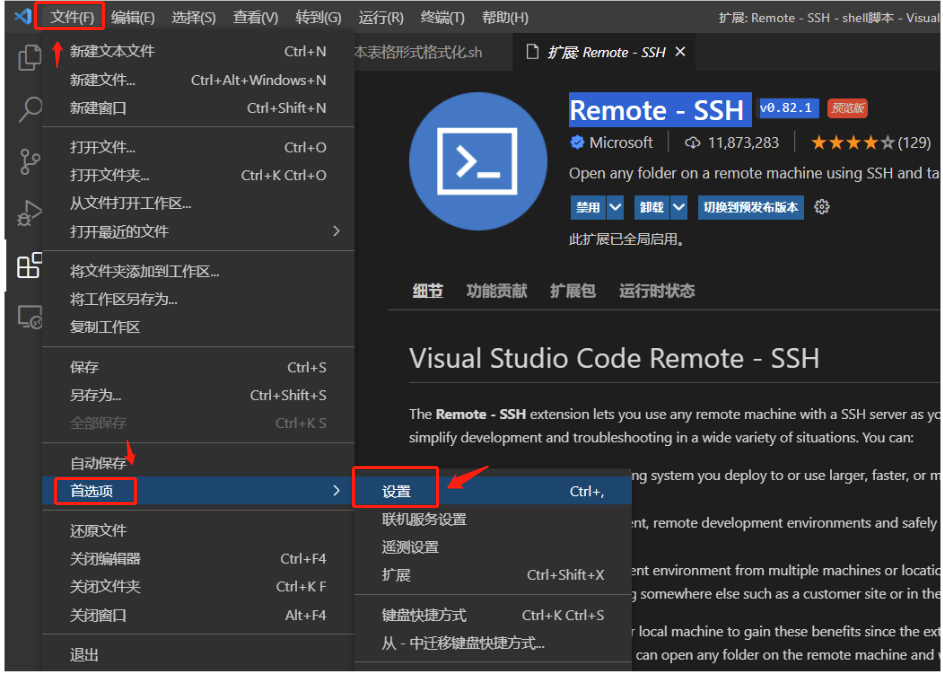 文件(F) 编辑(E) 选择(S) 查看(V) 转到(G) 运行(R) 终端(T) 帮助(H) 扩展: Remote - SSH - shell脚本 - Visual
本表格形式格式化.sh 扩展: Remote - SSH
新建文本文件 Ctrl+N
新建文件... Ctrl+Alt+Windows+N
新建窗口 Ctrl+Shift+N
打开文件... Ctrl+O
打开文件夹... Ctrl+K Ctrl+O
从文件打开工作区...
打开最近的文件
将文件夹添加到工作区...
将工作区另存为...
复制工作区
保存 Ctrl+S
另存为... Ctrl+Shift+S
全部保存 Ctrl+K S
自动保存
首选项
还原文件
关闭编辑器 Ctrl+F4
关闭文件夹 Ctrl+K F
关闭窗口 Alt+F4
退出
设置 Ctrl+,
联机服务设置
遥测设置
扩展 Ctrl+Shift+X
键盘快捷方式 Ctrl+K Ctrl+S
从 - 中迁移键盘快捷方式...
Remote - SSH v0.82.1 预览版
Microsoft 11,873,283 (129)
Open any folder on a remote machine using SSH and ta
禁用 卸载 切换到预发布版本
此扩展已全局启用。
细节 功能贡献 扩展包 运行时状态
Visual Studio Code Remote - SSH
The Remote - SSH extension lets you use any remote machine with a SSH server as yo
simplify development and troubleshooting in a wide variety of situations. You can:
ng system you deploy to or use larger, faster, or m
nt, remote development environments and safely
ent environment from multiple machines or locatio
g somewhere else such as a customer site or in the
r local machine to gain these benefits since the ext
can open any folder on the remote machine and w